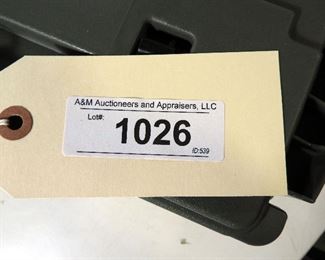 A&M Auctioneers and Appraisers, LLC
Lot#:
1026
ID:539